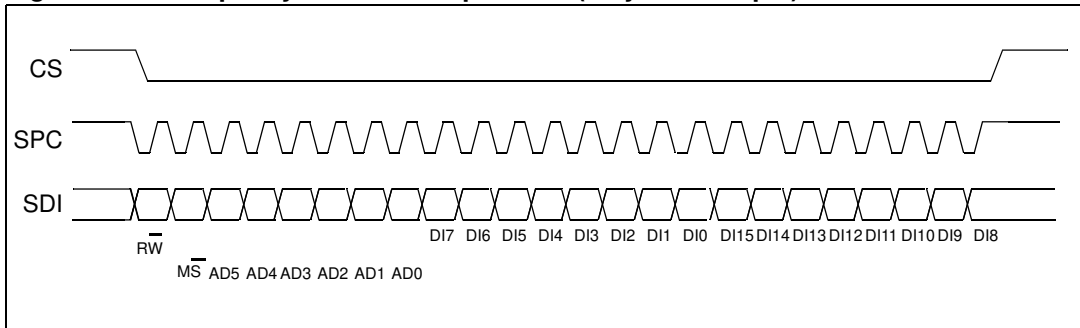 CS
SPC
SDI
DI7 DI6 DI5 DI4 DI3 DI2 DI1 DI0 DI15 DI14 DI13 DI12 DI11 DI10 DI9 DI8
RW̅
MS̅ AD5 AD4 AD3 AD2 AD1 AD0